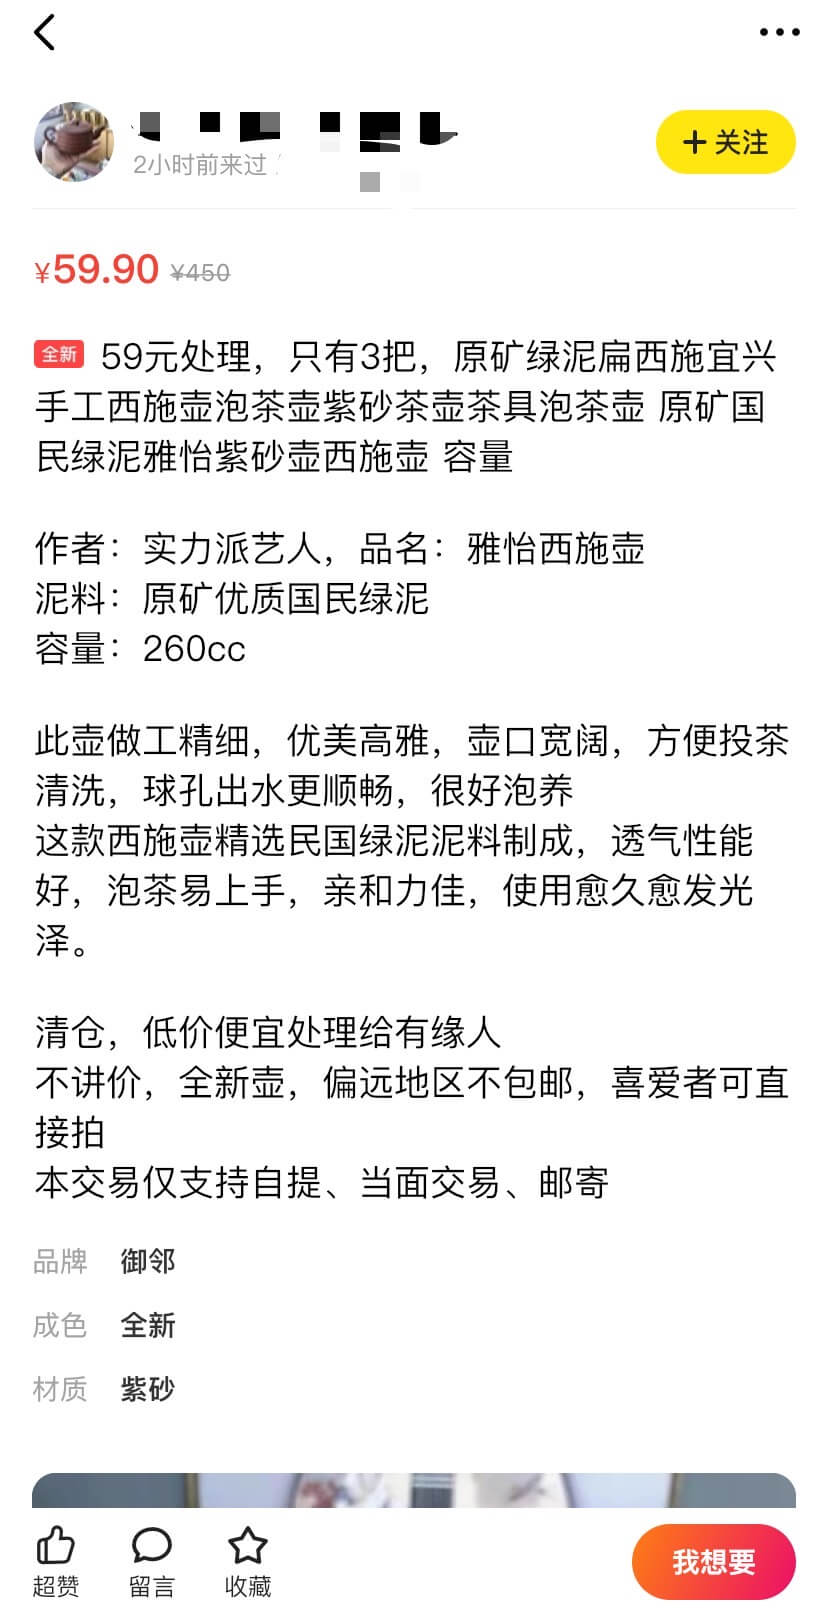 2小时前来过
+ 关注
¥59.90 ¥450
全新 59元处理，只有3把，原矿绿泥扁西施宜兴
手工西施壶泡茶壶紫砂茶壶茶具泡茶壶 原矿国
民绿泥雅怡紫砂壶西施壶 容量
作者：实力派艺人，品名：雅怡西施壶
泥料：原矿优质国民绿泥
容量：260cc
此壶做工精细，优美高雅，壶口宽阔，方便投茶
清洗，球孔出水更顺畅，很好泡养
这款西施壶精选民国绿泥泥料制成，透气性能
好，泡茶易上手，亲和力佳，使用愈久愈发光
泽。
清仓，低价便宜处理给有缘人
不讲价，全新壶，偏远地区不包邮，喜爱者可直
接拍
本交易仅支持自提、当面交易、邮寄
品牌 御邻
成色 全新
材质 紫砂
超赞 留言 收藏 我想要